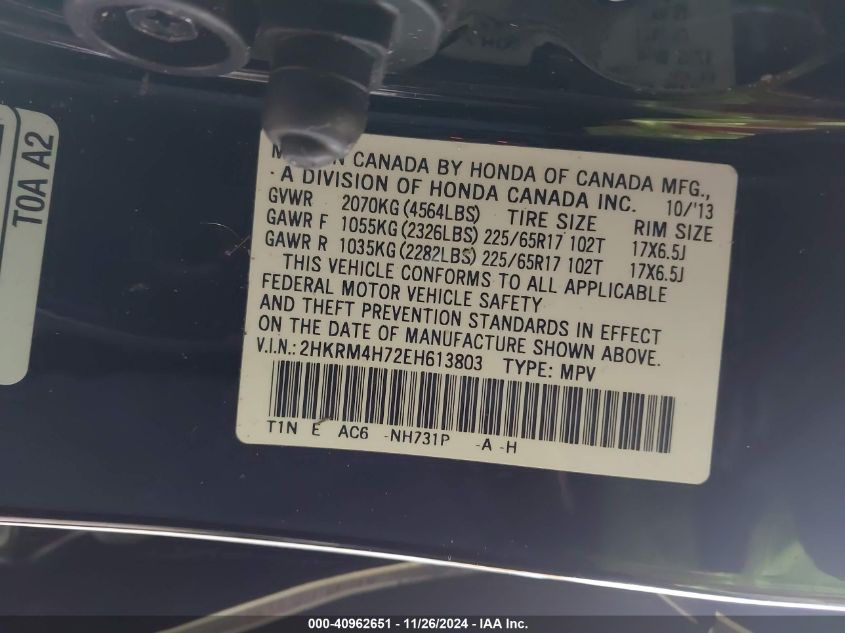 CANADA BY HONDA OF CANADA MFG.,
A DIVISION OF HONDA CANADA INC. 10/'13
GVWR 2070KG (4564LBS) TIRE SIZE RIM SIZE
GAWR F 1055KG (2326LBS) 225/65R17 102T 17X6.5J
GAWR R 1035KG (2282LBS) 225/65R17 102T 17X6.5J
THIS VEHICLE CONFORMS TO ALL APPLICABLE
FEDERAL MOTOR VEHICLE SAFETY
AND THEFT PREVENTION STANDARDS IN EFFECT
ON THE DATE OF MANUFACTURE SHOWN ABOVE.
V.I.N.: 2HKRM4H72EH613803 TYPE: MPV
T1N E AC6 -NH731P -A -H
T0A A2
000-40962651 - 11/26/2024 - IAA Inc.